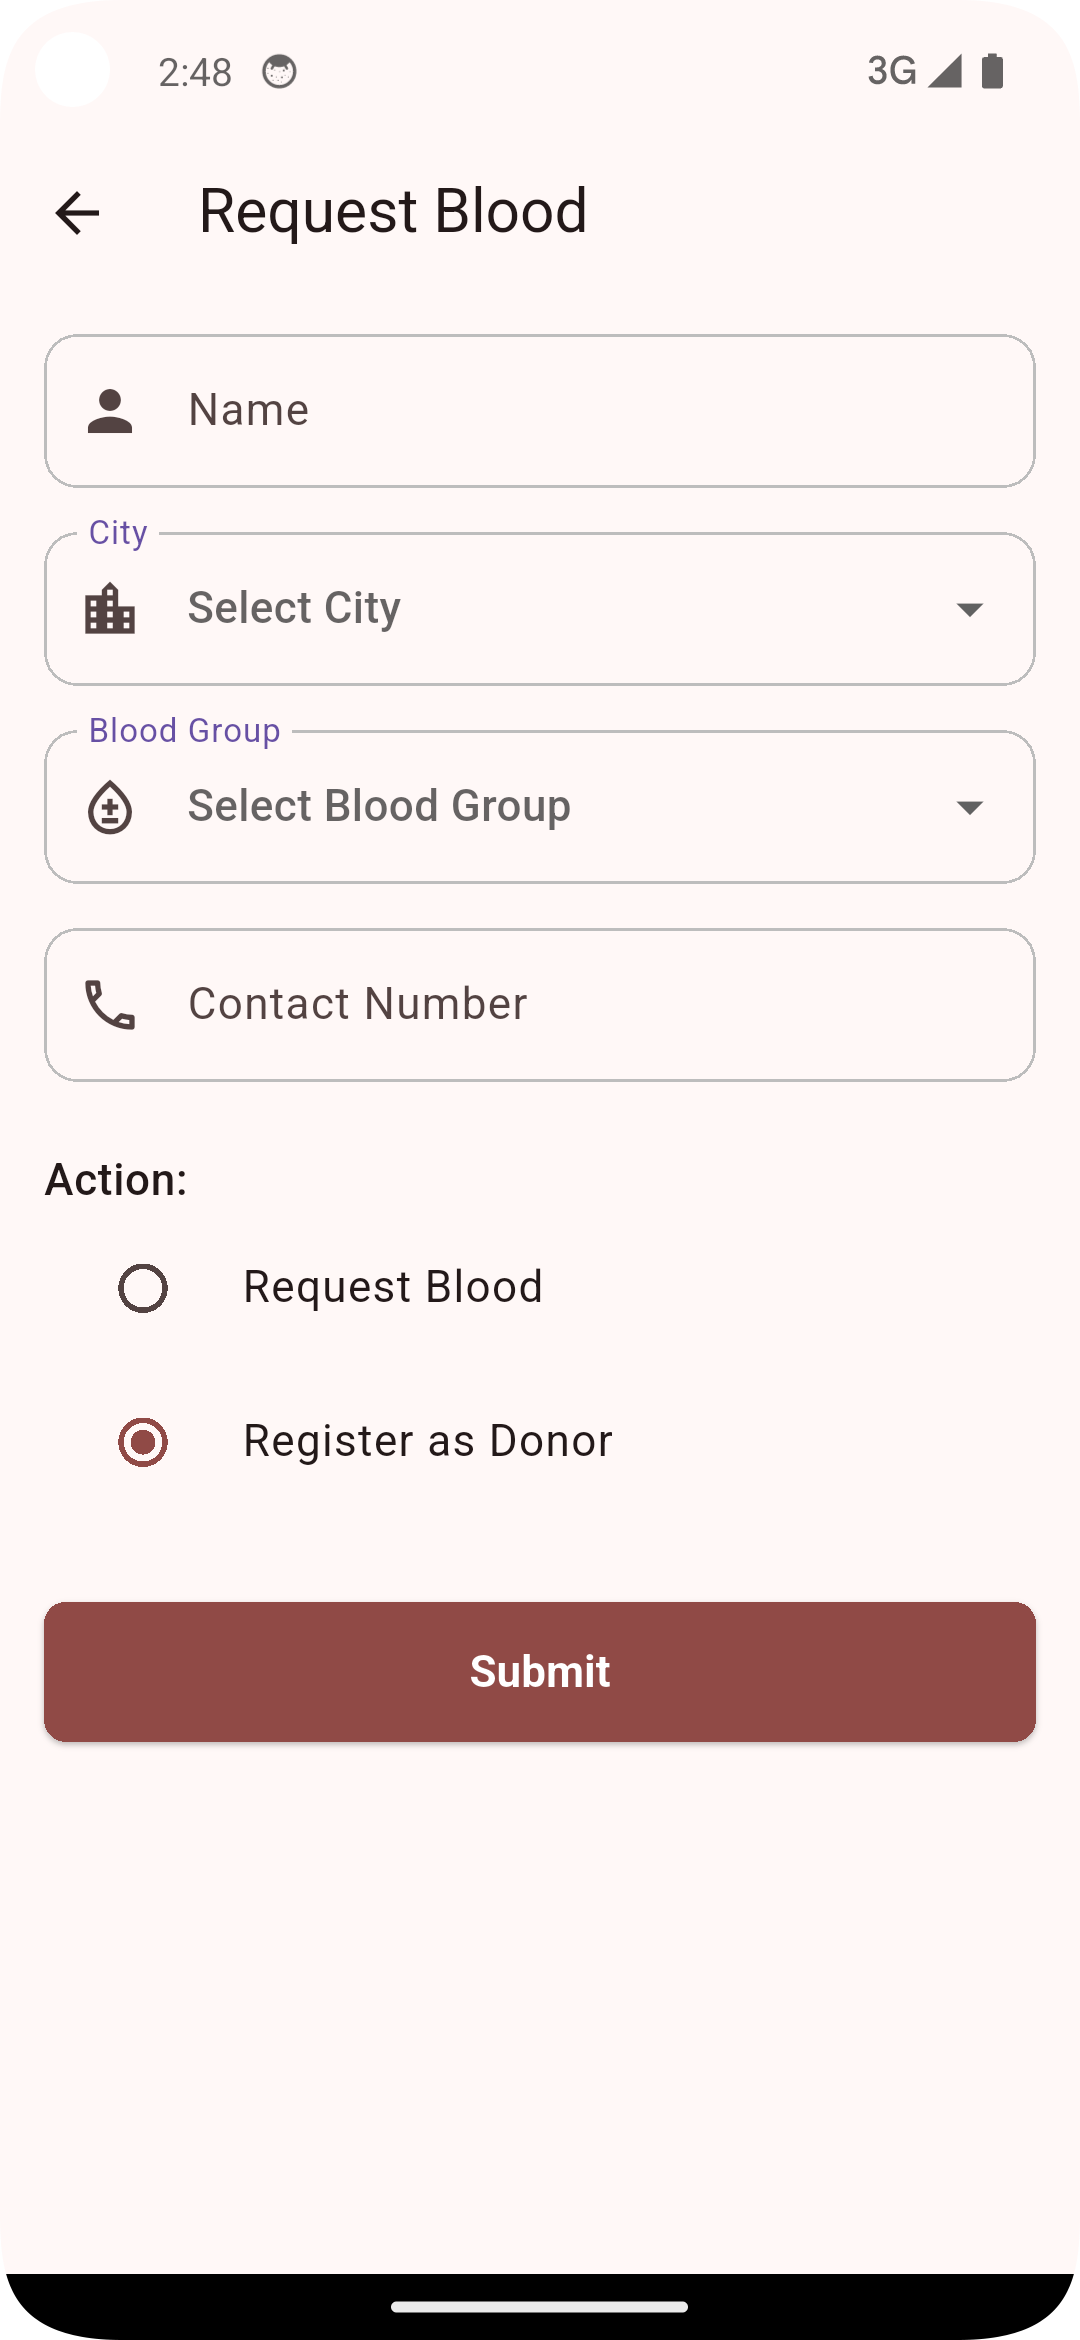 2:48
3G
Request Blood
Name
City
Select City
Blood Group
Select Blood Group
Contact Number
Action:
Request Blood
Register as Donor
Submit